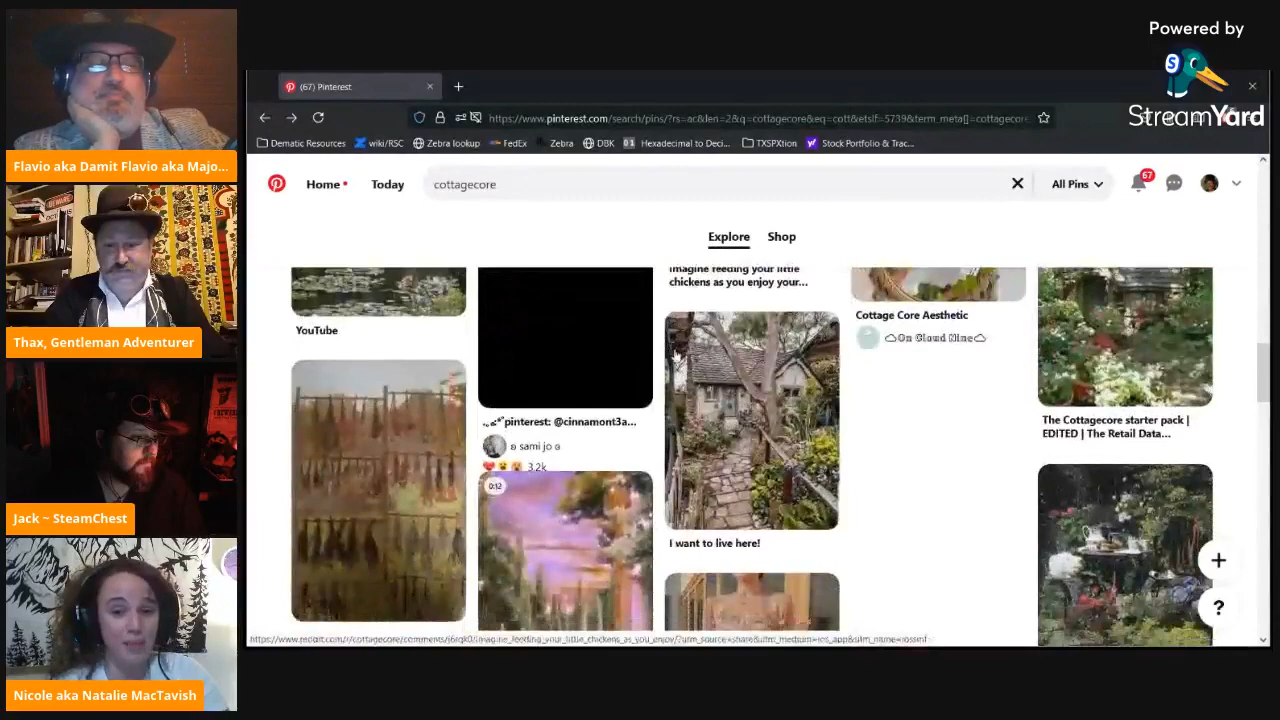 Powered by
StreamYard
Flavio aka Damit Flavio aka Majo...
Thax, Gentleman Adventurer
Jack ~ SteamChest
Nicole aka Natalie MacTavish
(67) Pinterest
https://www.pinterest.com/search/pins/?rs=ac&len=2&q=cottagecore&eq=cott&etslf=5739&term_meta[]=cottagecor
Dematic Resources
wiki/RSC
Zebra lookup
FedEx
Zebra
DBK
Hexadecimal to Deci...
TXSPXtion
Stock Portfolio & Trac...
Home
Today
cottagecore
All Pins
67
Explore
Shop
YouTube
pinterest: @cinnamont3a...
sami jo
3.2k
0:12
imagine feeding your little
chickens as you enjoy your...
I want to live here!
Cottage Core Aesthetic
On Cloud Nine
The Cottagecore starter pack |
EDITED | The Retail Data...